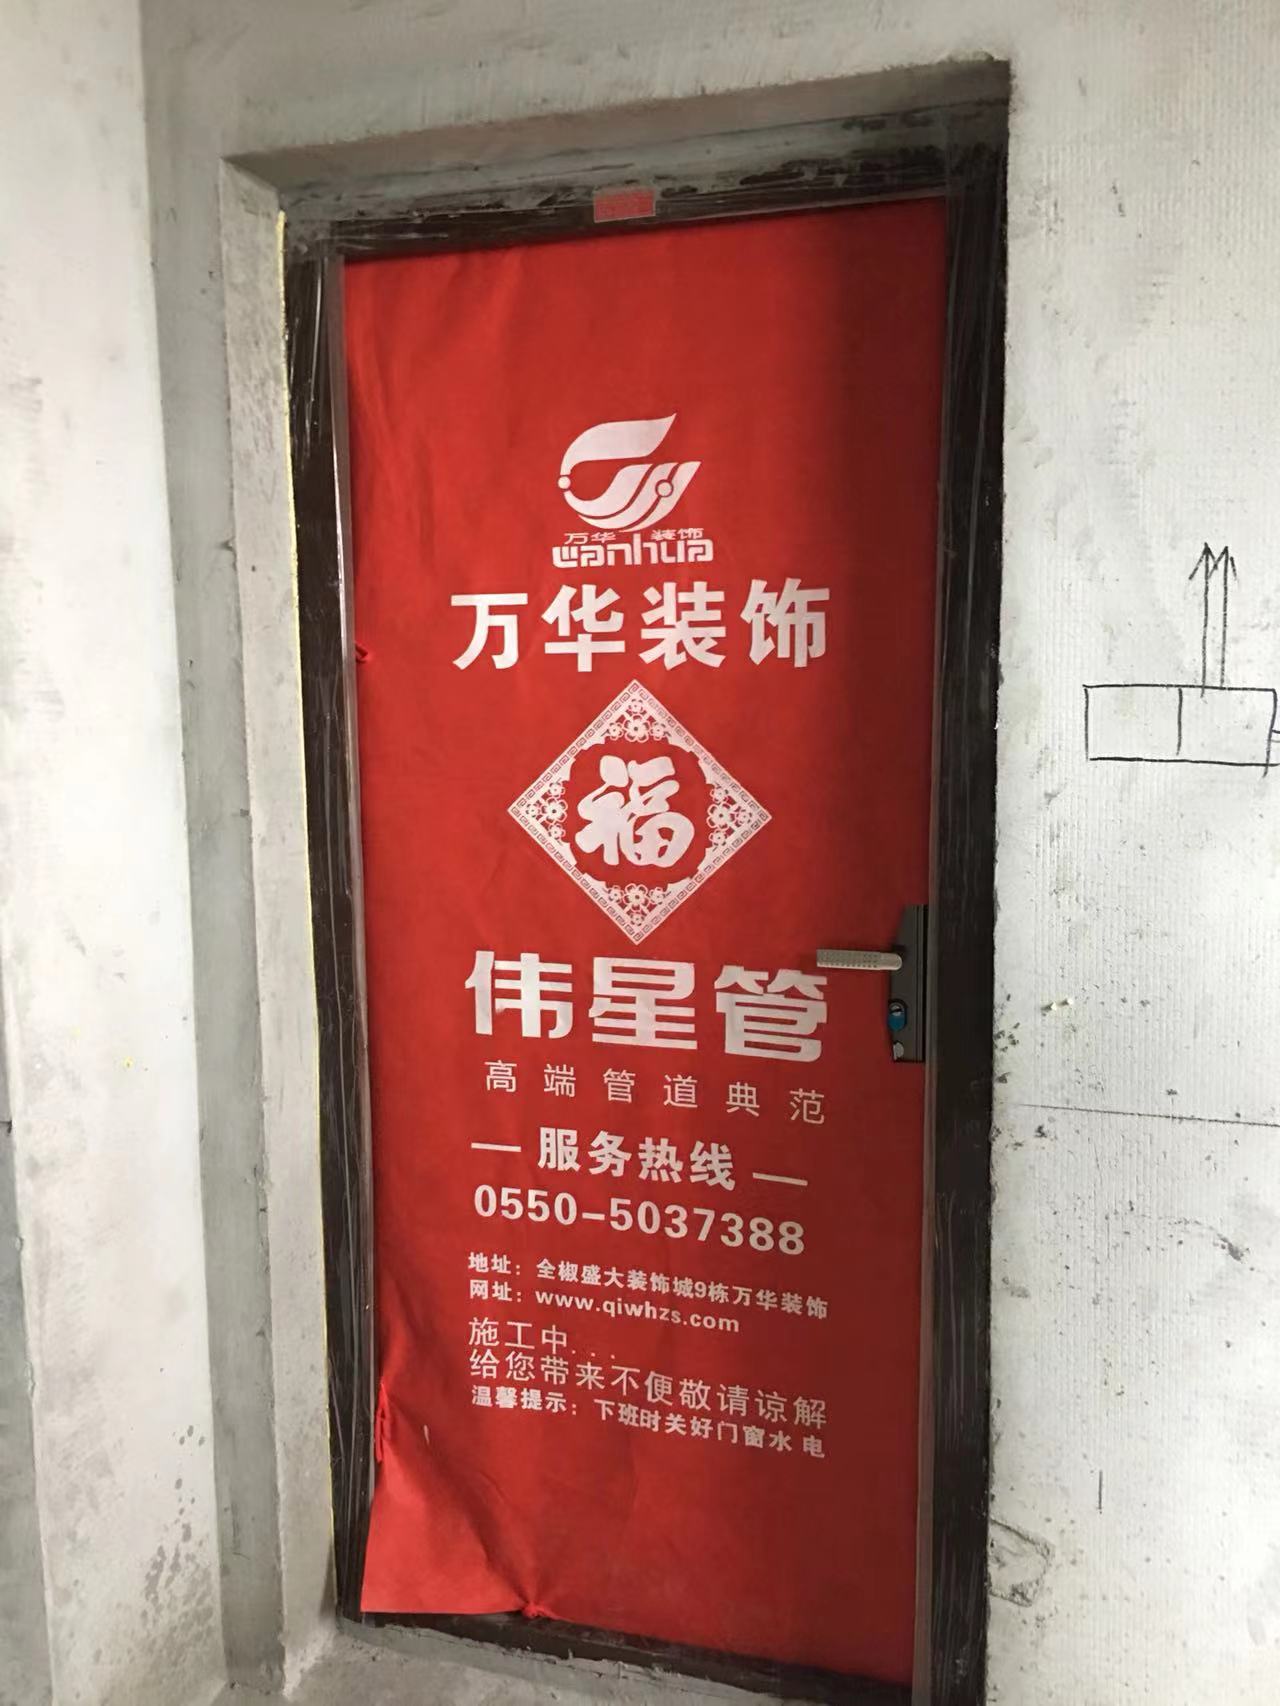 万华装饰
wanhua
万华装饰
福
伟星管
高端管道典范
服务热线
0550-5037388
地址：全椒盛大装饰城9栋万华装饰
网址：www.qjwhzs.com
施工中...
给您带来不便敬请谅解
温馨提示：下班时关好门窗水 电